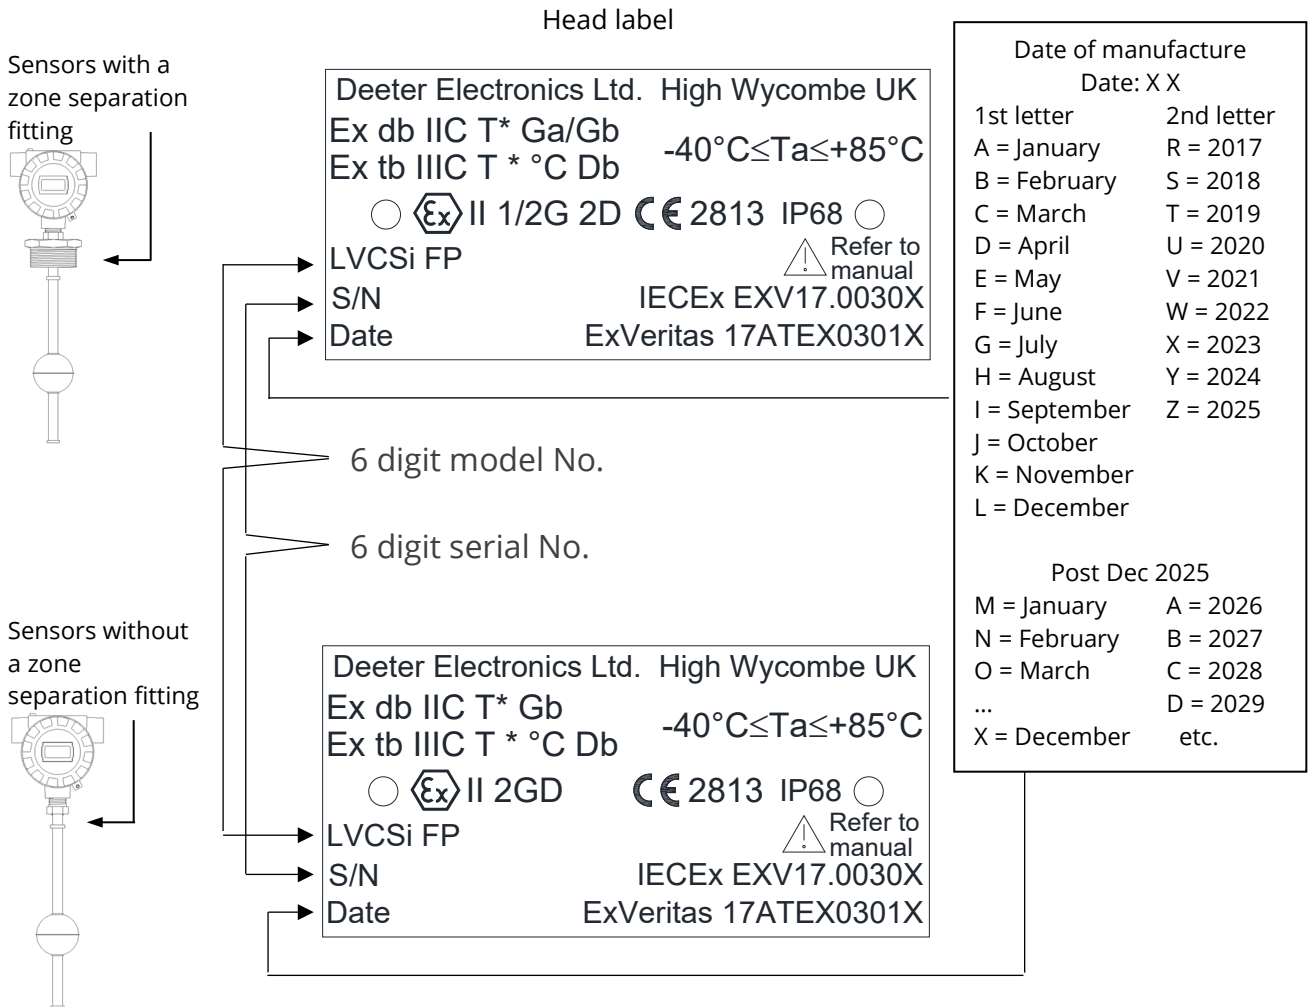 Head label
Sensors with a
zone separation
fitting
Deeter Electronics Ltd. High Wycombe UK
Ex db IIC T* Ga/Gb
Ex tb IIIC T * °C Db
-40°C≤Ta≤+85°C
Ex II 1/2G 2D CE 2813 IP68
LVCSi FP
Refer to
manual
S/N IECEx EXV17.0030X
Date ExVeritas 17ATEX0301X
6 digit model No.
6 digit serial No.
Sensors without
a zone
separation fitting
Deeter Electronics Ltd. High Wycombe UK
Ex db IIC T* Gb
Ex tb IIIC T * °C Db
-40°C≤Ta≤+85°C
Ex II 2GD CE 2813 IP68
LVCSi FP
Refer to
manual
S/N IECEx EXV17.0030X
Date ExVeritas 17ATEX0301X
Date of manufacture
Date: X X
1st letter 2nd letter
A = January R = 2017
B = February S = 2018
C = March T = 2019
D = April U = 2020
E = May V = 2021
F = June W = 2022
G = July X = 2023
H = August Y = 2024
I = September Z = 2025
J = October
K = November
L = December
Post Dec 2025
M = January A = 2026
N = February B = 2027
O = March C = 2028
... D = 2029
X = December etc.